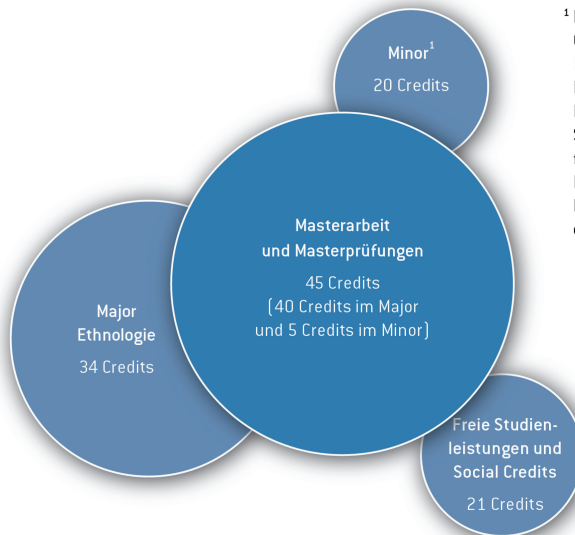 Minor¹
20 Credits
Masterarbeit
und Masterprüfungen
45 Credits
(40 Credits im Major
und 5 Credits im Minor)
Major
Ethnologie
34 Credits
Freie Studien-
leistungen und
Social Credits
21 Credits
1